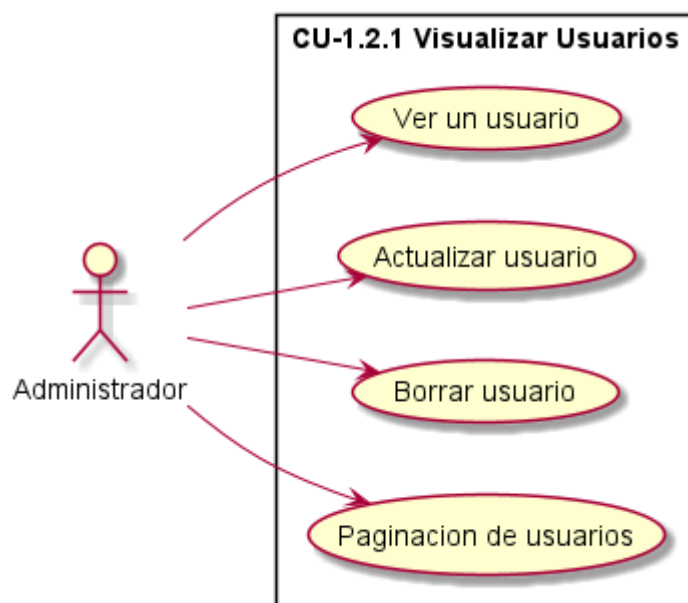 CU-1.2.1 Visualizar Usuarios
Ver un usuario
Actualizar usuario
Administrador
Borrar usuario
Paginacion de usuarios